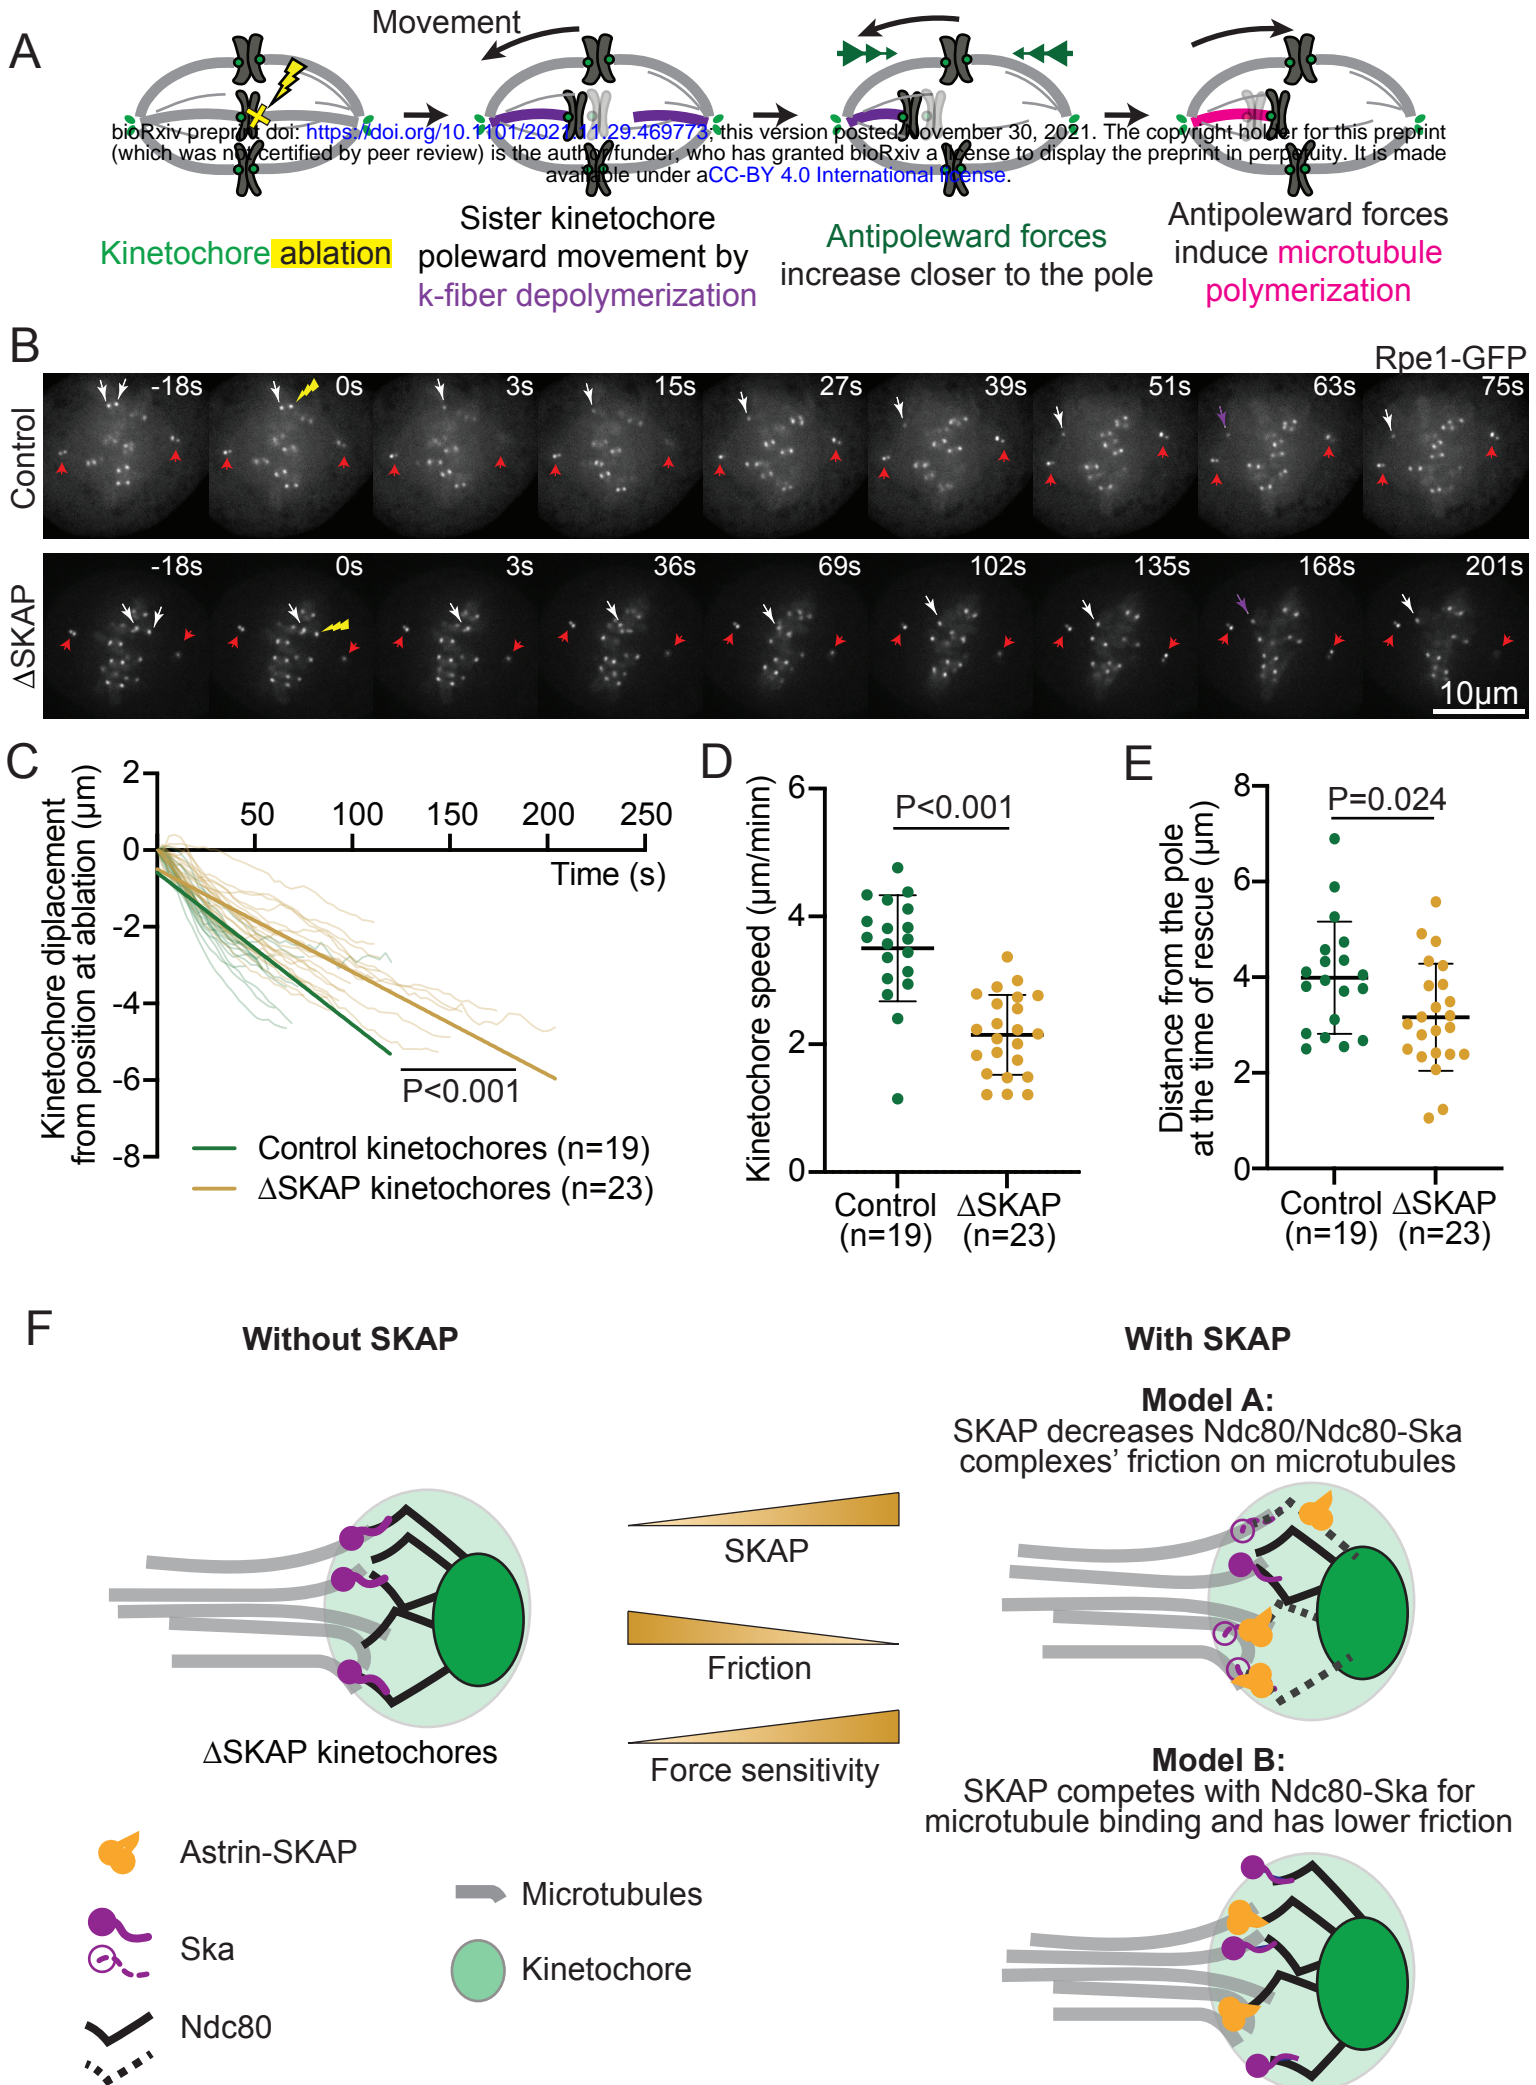 A
Movement
bioRxiv preprint doi: https://doi.org/10.1101/2021.11.29.469773; this version posted November 30, 2021. The copyright holder for this preprint
(which was not certified by peer review) is the author/funder, who has granted bioRxiv a license to display the preprint in perpetuity. It is made
available under aCC-BY 4.0 International license.
Kinetochore ablation
Sister kinetochore
poleward movement by
k-fiber depolymerization
Antipoleward forces
increase closer to the pole
Antipoleward forces
induce microtubule
polymerization
B
Rpe1-GFP
Control
-18s 0s 3s 15s 27s 39s 51s 63s 75s
ΔSKAP
-18s 0s 3s 36s 69s 102s 135s 168s 201s
10μm
C
Kinetochore diplacement
from position at ablation (μm)
2
0
-2
-4
-6
-8
50 100 150 200 250
Time (s)
P<0.001
Control kinetochores (n=19)
ΔSKAP kinetochores (n=23)
D
Kinetochore speed (μm/minn)
6
4
2
0
P<0.001
Control ΔSKAP
(n=19) (n=23)
E
Distance from the pole
at the time of rescue (μm)
8
6
4
2
0
P=0.024
Control ΔSKAP
(n=19) (n=23)
F
Without SKAP
ΔSKAP kinetochores
SKAP
Friction
Force sensitivity
With SKAP
Model A:
SKAP decreases Ndc80/Ndc80-Ska
complexes' friction on microtubules
Model B:
SKAP competes with Ndc80-Ska for
microtubule binding and has lower friction
Astrin-SKAP
Ska
Ndc80
Microtubules
Kinetochore